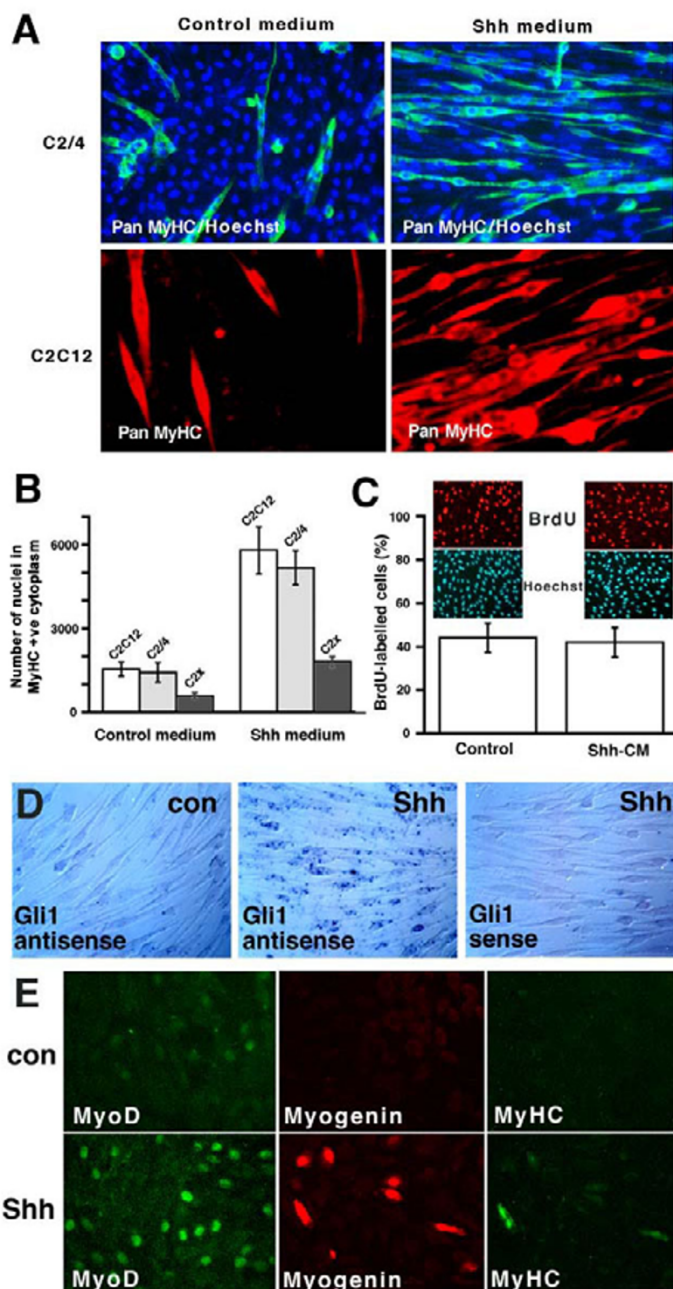 A
Control medium
Shh medium
C2/4
Pan MyHC/Hoechst
Pan MyHC/Hoechst
C2C12
Pan MyHC
Pan MyHC
B
Number of nuclei in
MyHC +ve cytoplasm
6000
3000
0
C2C12
C2/4
C2x
C2C12
C2/4
C2x
Control medium
Shh medium
C
BrdU-labelled cells (%)
100
80
60
40
20
0
BrdU
Hoechst
Control
Shh-CM
D
con
Gli1
antisense
Shh
Gli1
antisense
Shh
Gli1
sense
E
con
MyoD
Myogenin
MyHC
Shh
MyoD
Myogenin
MyHC